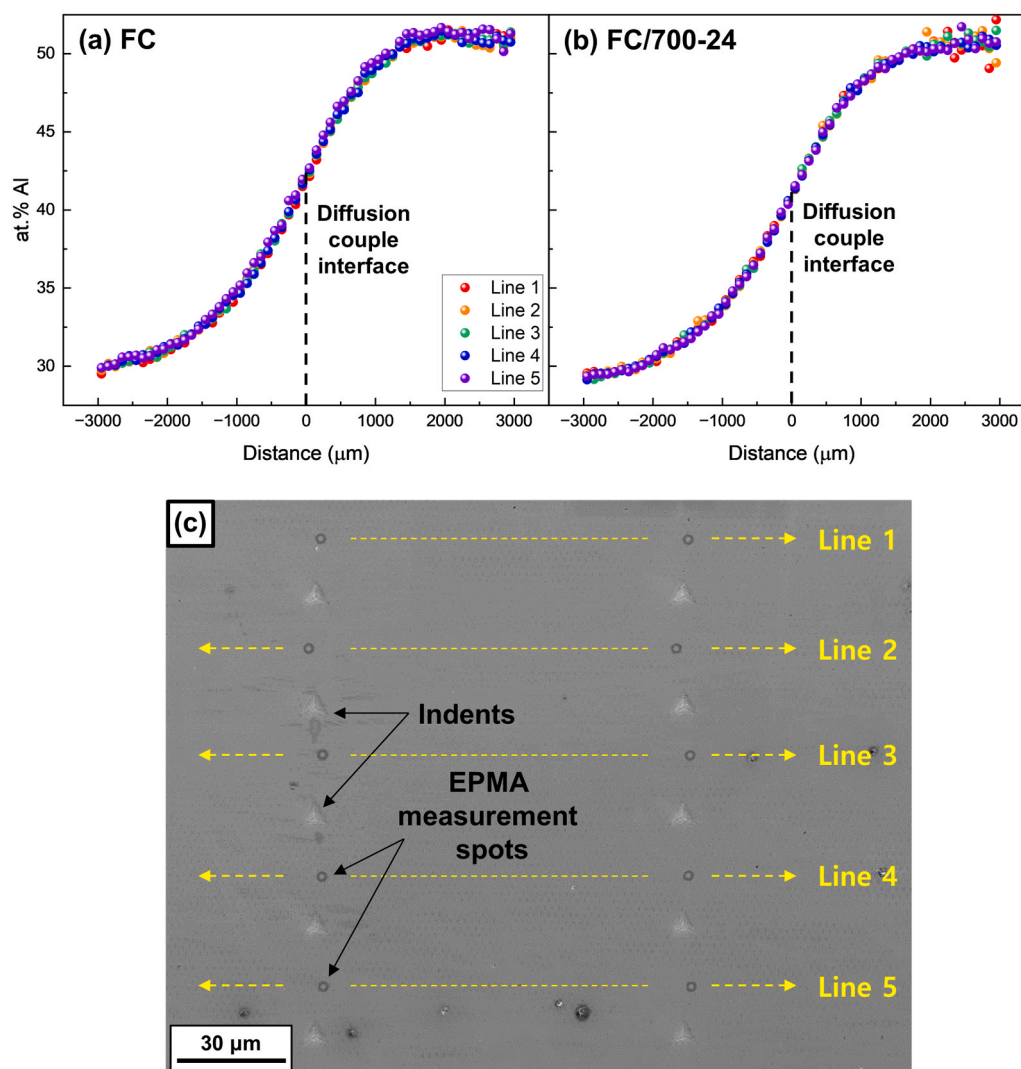 (a) FC
(b) FC/700-24
50
45
40
35
30
at.% Al
Diffusion
couple
interface
Diffusion
couple
interface
Line 1
Line 2
Line 3
Line 4
Line 5
−3000 −2000 −1000 0 1000 2000 3000
−3000 −2000 −1000 0 1000 2000 3000
Distance (μm)
Distance (μm)
(c)
Line 1
Line 2
Indents
Line 3
EPMA
measurement
spots
Line 4
Line 5
30 μm